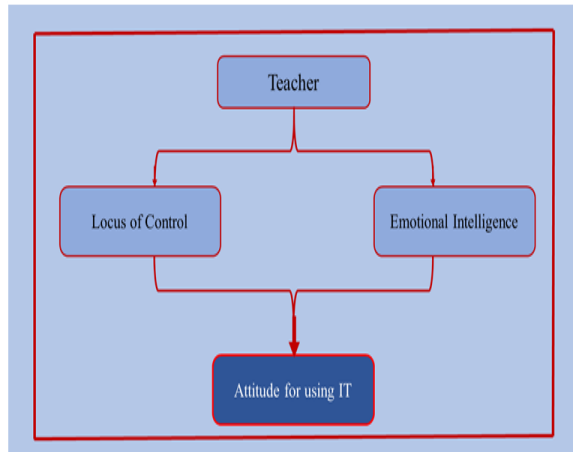 Teacher
Locus of Control
Emotional Intelligence
Attitude for using IT